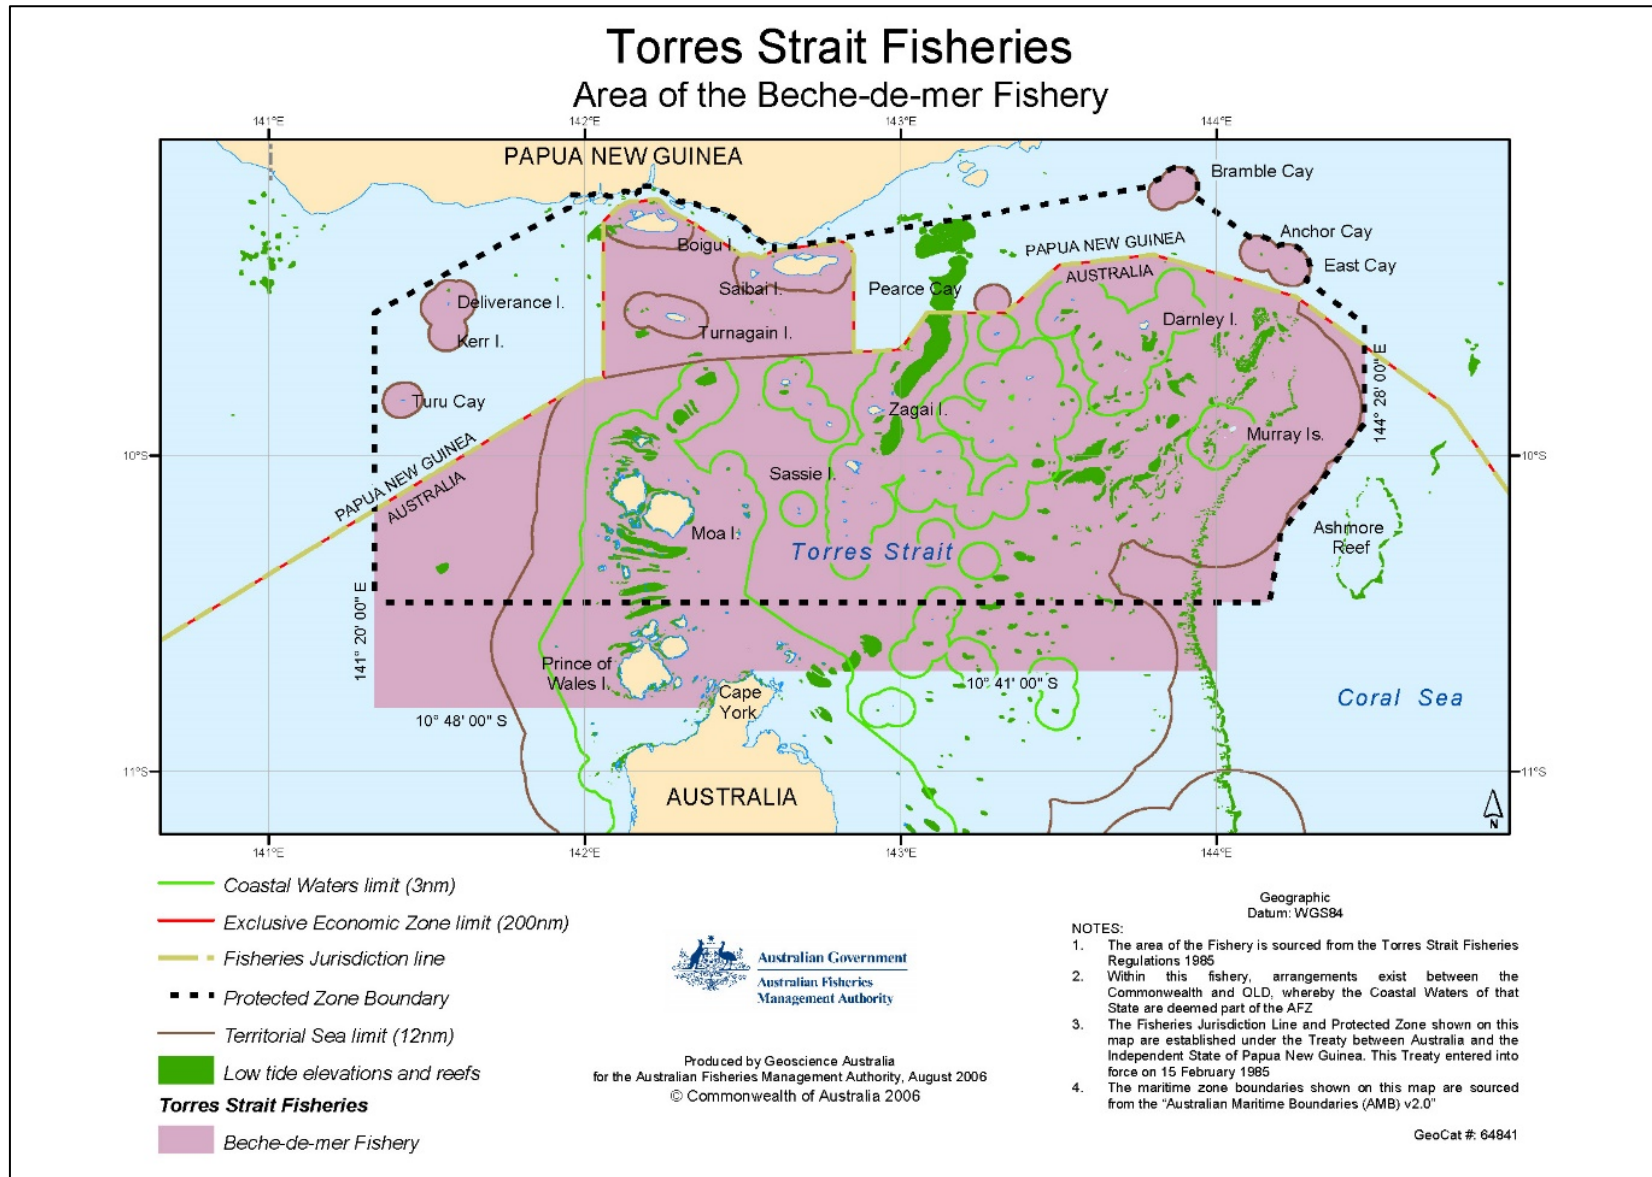 Torres Strait Fisheries
Area of the Beche-de-mer Fishery
141°E
142°E
143°E
144°E
PAPUA NEW GUINEA
Bramble Cay
Anchor Cay
East Cay
PAPUA NEW GUINEA
AUSTRALIA
Boigu I.
Saibai I.
Pearce Cay
Deliverance I.
Kerr I.
Turnagain I.
Darnley I.
Turu Cay
Zagai I.
144° 28' 00" E
Murray Is.
10°S
10°S
PAPUA NEW GUINEA
AUSTRALIA
Sassie I.
Moa I.
Torres Strait
Ashmore
Reef
141° 20' 00" E
Prince of
Wales I.
Cape
York
10° 41' 00" S
10° 48' 00" S
Coral Sea
11°S
11°S
AUSTRALIA
N
141°E
142°E
143°E
144°E
Coastal Waters limit (3nm)
Exclusive Economic Zone limit (200nm)
Fisheries Jurisdiction line
Protected Zone Boundary
Territorial Sea limit (12nm)
Low tide elevations and reefs
Torres Strait Fisheries
Beche-de-mer Fishery
Australian Government
Australian Fisheries
Management Authority
Produced by Geoscience Australia
for the Australian Fisheries Management Authority, August 2006
© Commonwealth of Australia 2006
Geographic
Datum: WGS84
NOTES:
1. The area of the Fishery is sourced from the Torres Strait Fisheries
Regulations 1985
2. Within this fishery, arrangements exist between the
Commonwealth and QLD, whereby the Coastal Waters of that
State are deemed part of the AFZ
3. The Fisheries Jurisdiction Line and Protected Zone shown on this
map are established under the Treaty between Australia and the
Independent State of Papua New Guinea. This Treaty entered into
force on 15 February 1985
4. The maritime zone boundaries shown on this map are sourced
from the "Australian Maritime Boundaries (AMB) v2.0"
GeoCat #: 64841